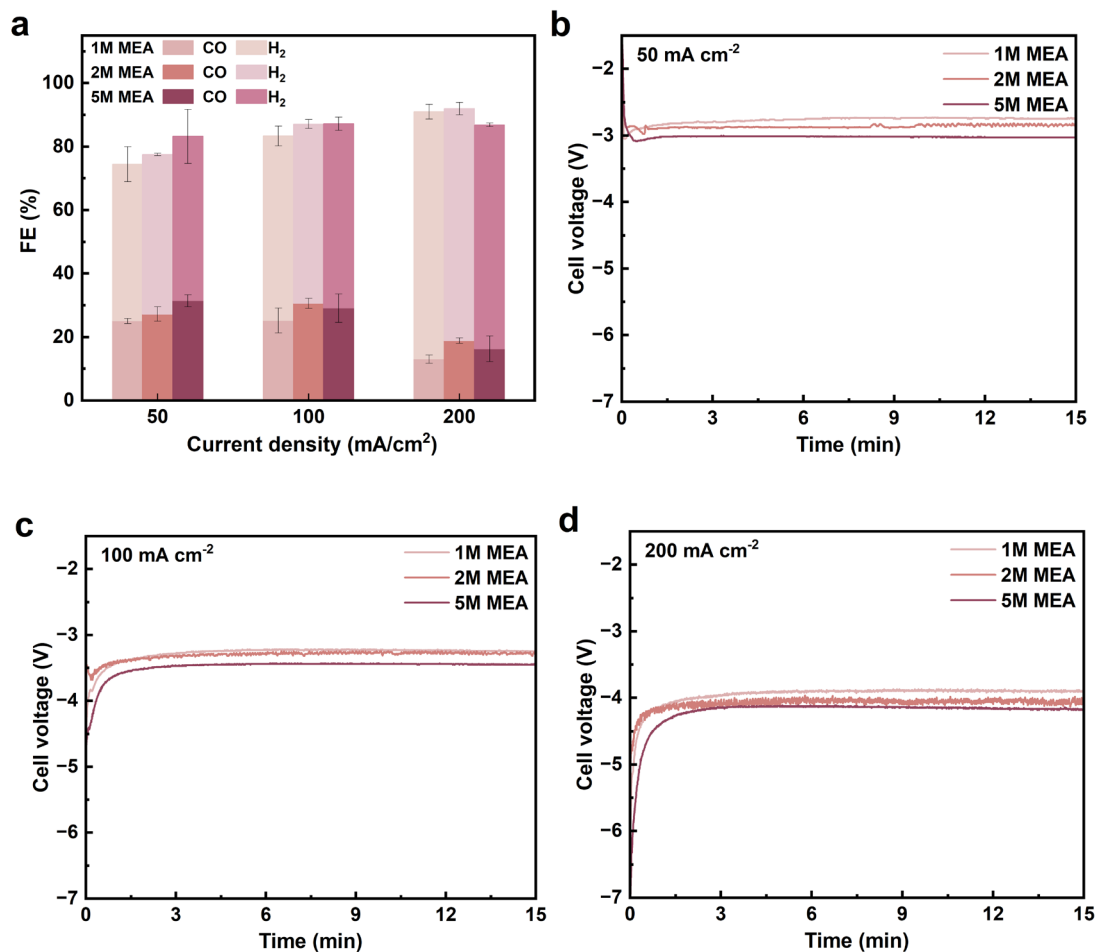 a
1M MEA CO H₂
2M MEA CO H₂
5M MEA CO H₂
100
80
60
40
20
0
FE (%)
50 100 200
Current density (mA/cm²)
b
50 mA cm⁻²
1M MEA
2M MEA
5M MEA
−2
−3
−4
−5
−6
−7
Cell voltage (V)
0 3 6 9 12 15
Time (min)
c
100 mA cm⁻²
1M MEA
2M MEA
5M MEA
−2
−3
−4
−5
−6
−7
Cell voltage (V)
0 3 6 9 12 15
Time (min)
d
200 mA cm⁻²
1M MEA
2M MEA
5M MEA
−2
−3
−4
−5
−6
−7
Cell voltage (V)
0 3 6 9 12 15
Time (min)